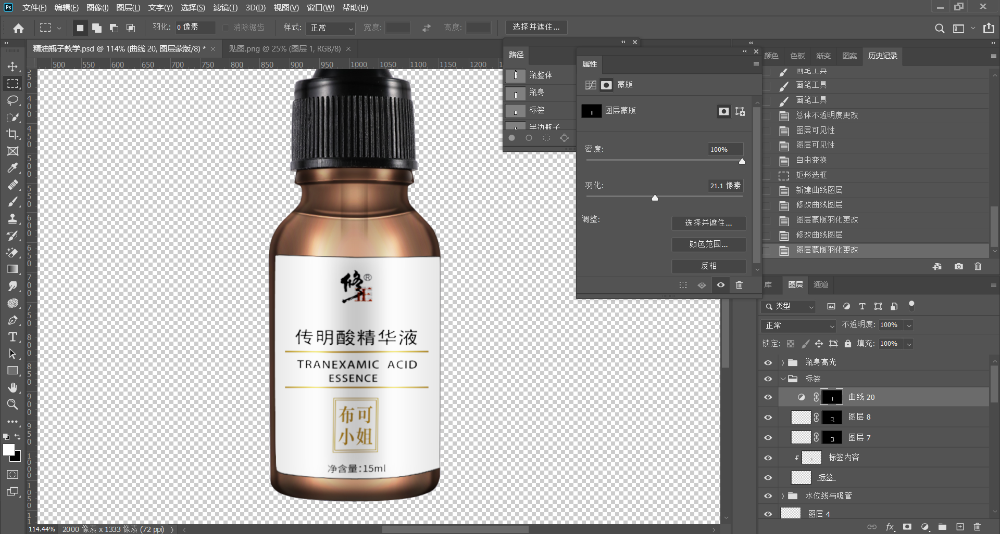 Ps 文件(F) 编辑(E) 图像(I) 图层(L) 文字(Y) 选择(S) 滤镜(T) 3D(D) 视图(V) 窗口(W) 帮助(H)
羽化: 0 像素 消除锯齿 样式: 正常 宽度: 高度: 选择并遮住...
精油瓶子教学.psd @ 114% (曲线 20, 图层蒙版/8) *
贴图.png @ 25% (图层 1, RGB/8)
500 550 600 650 700 750 800 850 900 950 1000 1050 1100 1150 1200
路径
瓶整体
瓶身
标签
半边瓶子
属性
蒙版
图层蒙版
密度: 100%
羽化: 21.1 像素
调整:
选择并遮住...
颜色范围...
反相
颜色 色板 渐变 图案 历史记录
画笔工具
画笔工具
画笔工具
总体不透明度更改
图层可见性
图层可见性
自由变换
矩形选框
新建曲线图层
修改曲线图层
图层蒙版羽化更改
修改曲线图层
图层蒙版羽化更改
库 图层 通道
类型
正常 不透明度: 100%
锁定: 填充: 100%
瓶身高光
标签
曲线 20
图层 8
图层 7
标签内容
标签
水位线与吸管
图层 4
fx
修正®
传明酸精华液
TRANEXAMIC ACID
ESSENCE
布可
小姐
净含量:15ml
114.44% 2000 像素 x 1333 像素 (72 ppi)